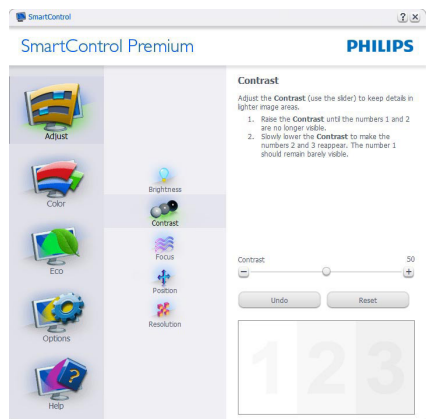 SmartControl
? x
SmartControl Premium
PHILIPS
Adjust
Color
Eco
Options
Help
Brightness
Contrast
Focus
Position
Resolution
Contrast
Adjust the Contrast (use the slider) to keep details in
lighter image areas.
1. Raise the Contrast until the numbers 1 and 2
are no longer visible.
2. Slowly lower the Contrast to make the
numbers 2 and 3 reappear. The number 1
should remain barely visible.
Contrast 50
− +
Undo Reset
1 2 3